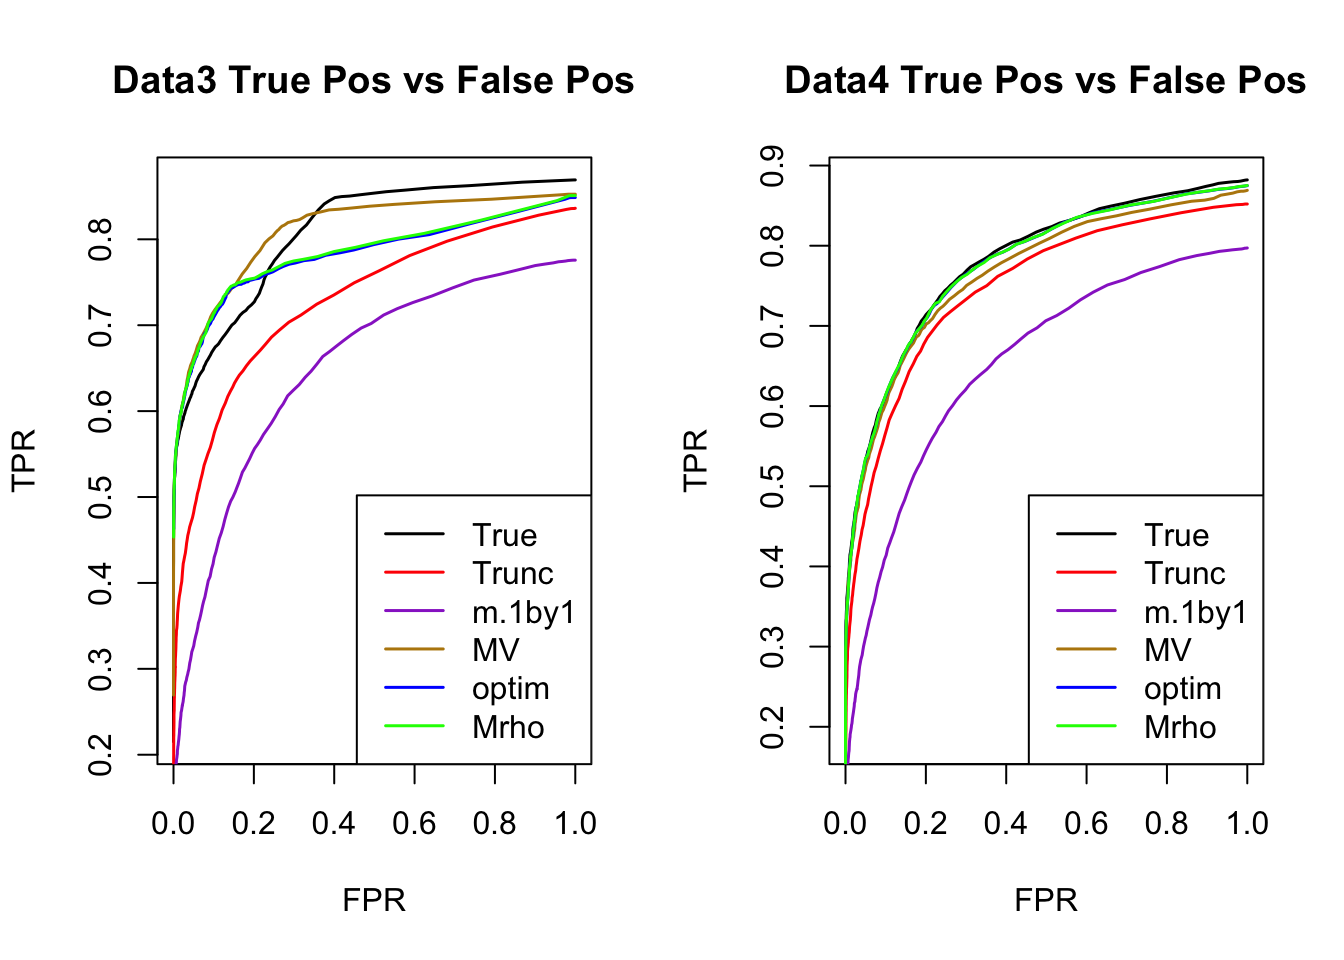 Data3 True Pos vs False Pos
TPR
0.2 0.3 0.4 0.5 0.6 0.7 0.8
True
Trunc
m.1by1
MV
optim
Mrho
0.0 0.2 0.4 0.6 0.8 1.0
FPR
Data4 True Pos vs False Pos
TPR
0.2 0.3 0.4 0.5 0.6 0.7 0.8 0.9
True
Trunc
m.1by1
MV
optim
Mrho
0.0 0.2 0.4 0.6 0.8 1.0
FPR